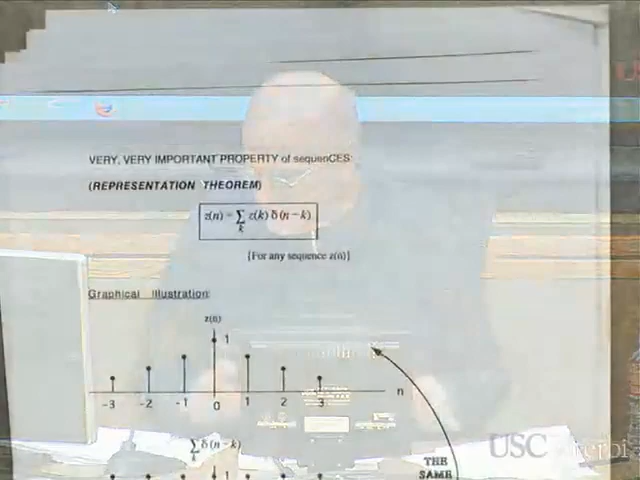 VERY, VERY IMPORTANT PROPERTY of sequenCES:
(REPRESENTATION THEOREM)
z(n) = ∑ z(k) δ(n − k)
k
[For any sequence z(n)]
Graphical Illustration:
z(n)
1
n
-3 -2 -1 0 1 2 3
∑ δ(n − k)
k
1
THE
SAME
USC